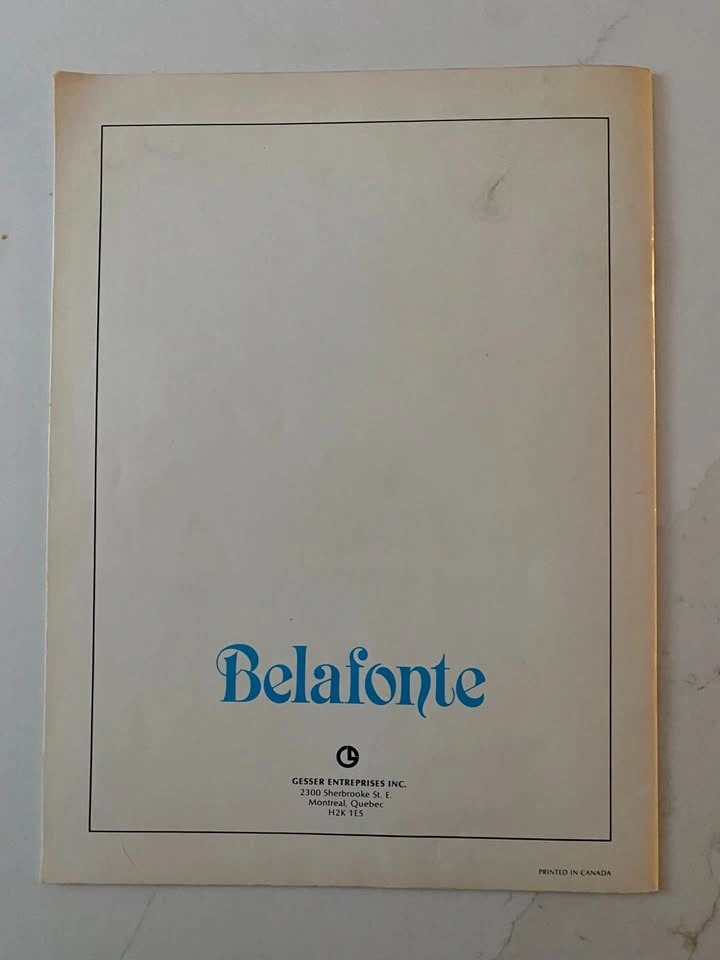 Belafonte
GESSER ENTREPRISES INC.
2300 Sherbrooke St. E.
Montreal, Quebec
H2K 1E5
PRINTED IN CANADA